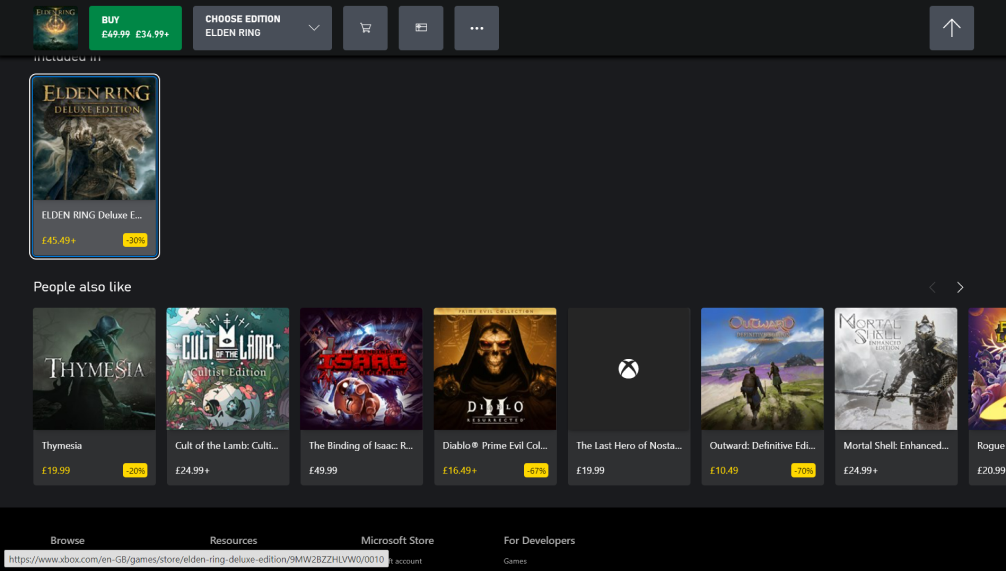 ELDEN RING
BUY
£49.99 £34.99+
CHOOSE EDITION
ELDEN RING
Included in
ELDEN RING
DELUXE EDITION
ELDEN RING Deluxe E...
£45.49+ -30%
People also like
THYMESIA
CULT OF THE LAMB
Cultist Edition
ISAAC
PRIME EVIL COLLECTION
DIABLO II
RESURRECTED
OUTWARD
MORTAL SHELL
ENHANCED EDITION
Thymesia
£19.99 -20%
Cult of the Lamb: Culti...
£24.99+
The Binding of Isaac: R...
£49.99
Diablo® Prime Evil Col...
£16.49+ -67%
The Last Hero of Nosta...
£19.99
Outward: Definitive Edi...
£10.49 -70%
Mortal Shell: Enhanced...
£24.99+
Rogue
£20.99
Browse Resources Microsoft Store For Developers
https://www.xbox.com/en-GB/games/store/elden-ring-deluxe-edition/9MW2BZZHLVW0/0010
account Games